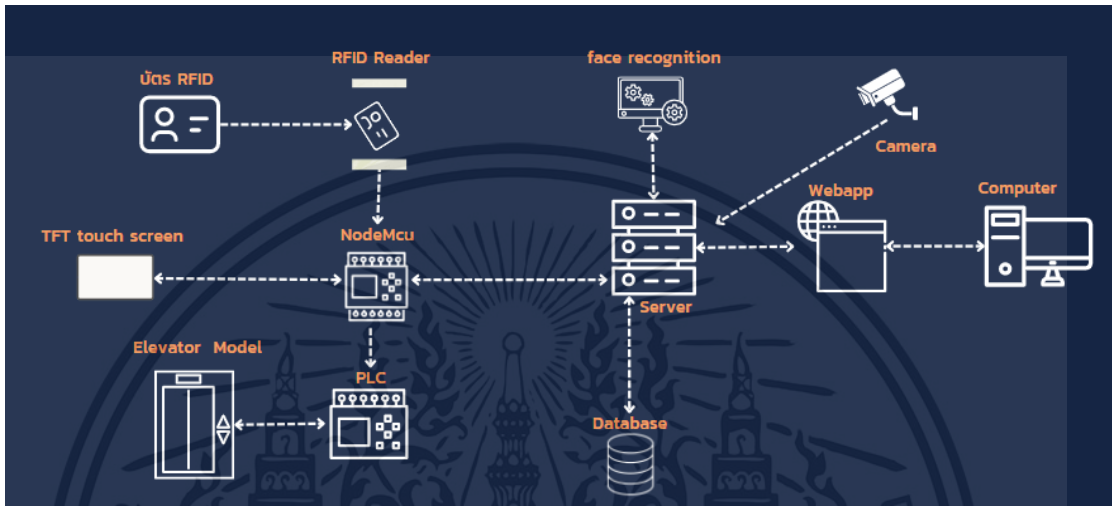 RFID Reader
face recognition
บัตร RFID
Camera
Webapp
Computer
TFT touch screen
NodeMcu
Server
Elevator Model
PLC
Database